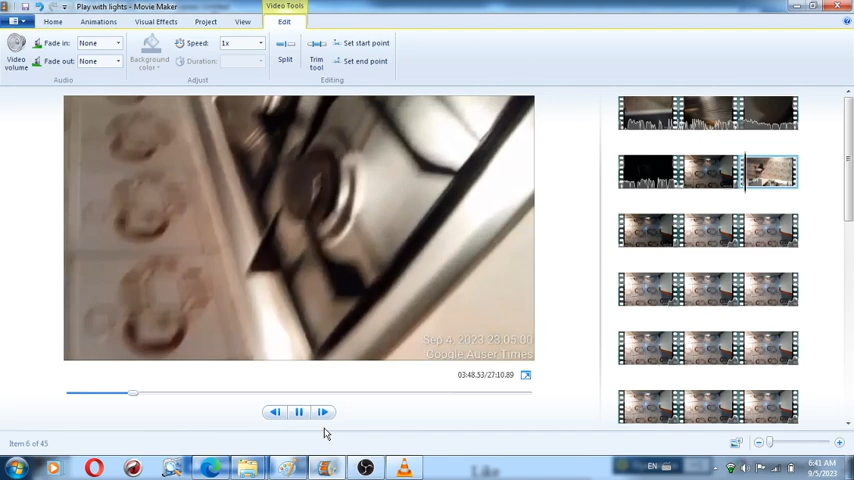 Play with lights - Movie Maker
Video Tools
Home
Animations
Visual Effects
Project
View
Edit
Video volume
Fade in: None
Fade out: None
Audio
Background color
Speed: 1x
Duration:
Adjust
Split
Trim tool
Set start point
Set end point
Editing
Sep 4, 2023 23:05:00
Google Auser Times
03:48.53/27:10.89
Item 6 of 45
Like
EN
6:41 AM
9/5/2023